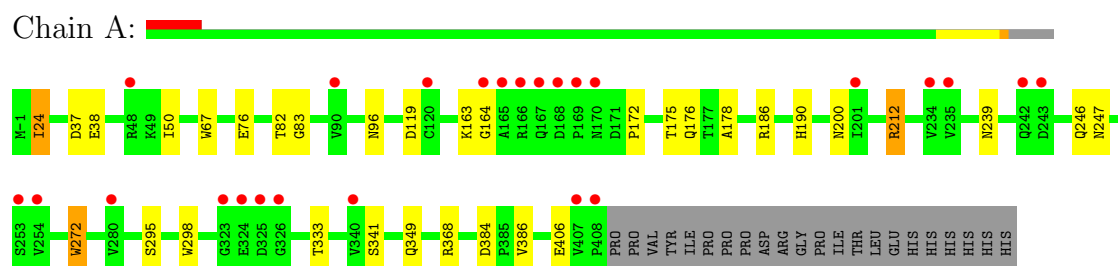 Chain A:
M-1 I24 D37 E38 R48 K49 I50 W67 E76 T82 G83 V90 N96 D119 G120 K163 G164 A165 R166 Q167 D168 P169 N170 D171 P172 T175 Q176 T177 A178 R186 H190 N200 I201 R212 V234 V235 N239 Q242 D243 Q246 N247
S253 V254 W272 V280 S295 W298 G323 E324 D325 G326 T333 V340 S341 Q349 R368 D384 P385 V386 E406 V407 P408 PRO PRO VAL TYR ILE PRO PRO PRO ASP ARG GLY PRO ILE THR LEU GLU HIS HIS HIS HIS HIS HIS